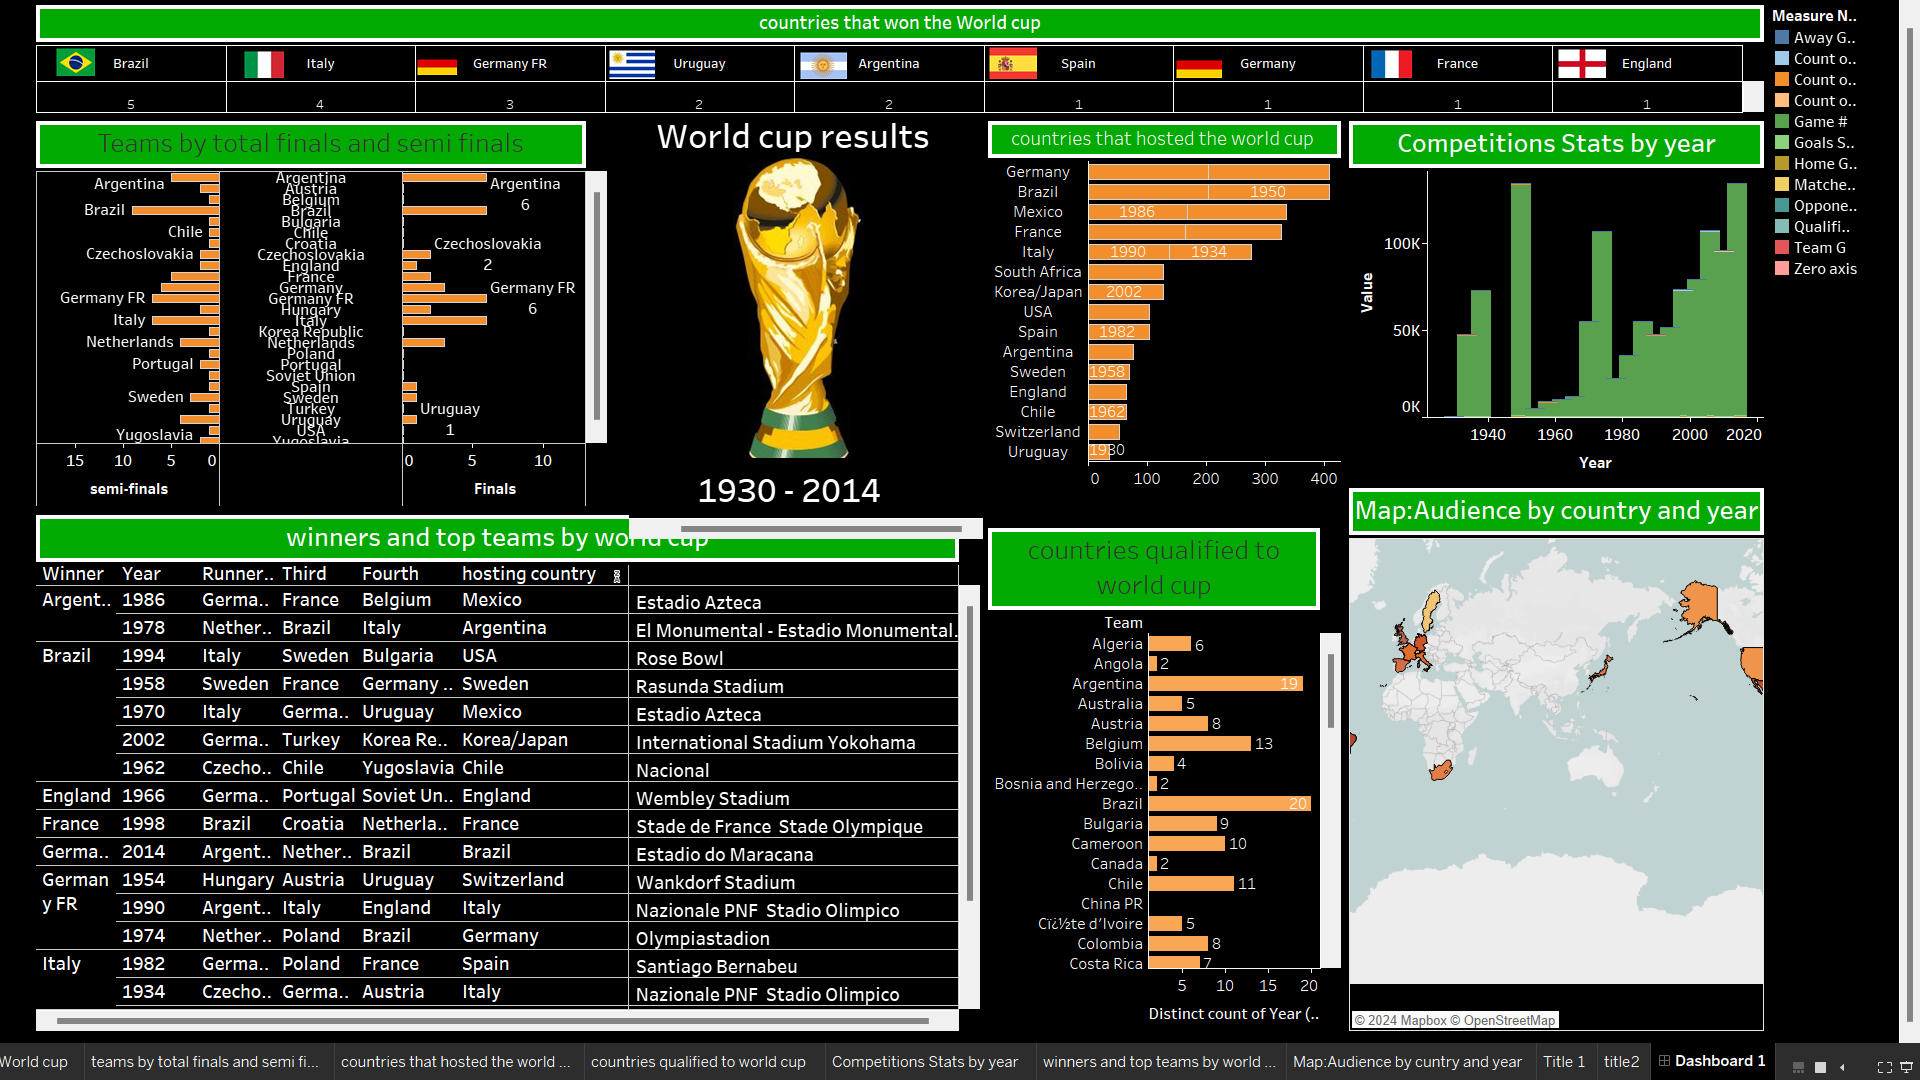 countries that won the World cup
Brazil Italy Germany FR Uruguay Argentina Spain Germany France England
5 4 3 2 2 1 1 1 1
Measure N..
Away G..
Count o..
Count o..
Count o..
Game #
Goals S..
Home G..
Matche..
Oppone..
Qualifi..
Team G
Zero axis
Teams by total finals and semi finals
Argentina
Brazil
Chile
Czechoslovakia
Germany FR
Italy
Netherlands
Portugal
Sweden
Yugoslavia
Argentina
Austria
Belgium
Brazil
Bulgaria
Chile
Croatia
Czechoslovakia
England
France
Germany
Germany FR
Hungary
Italy
Korea Republic
Netherlands
Poland
Portugal
Soviet Union
Spain
Sweden
Turkey
Uruguay
USA
Yugoslavia
Argentina
6
Czechoslovakia
2
Germany FR
6
Uruguay
1
15 10 5 0
0 5 10
semi-finals
Finals
World cup results
1930 - 2014
countries that hosted the world cup
Germany
Brazil 1950
Mexico 1986
France
Italy 1990 1934
South Africa
Korea/Japan 2002
USA
Spain 1982
Argentina
Sweden 1958
England
Chile 1962
Switzerland
Uruguay 1930
0 100 200 300 400
Competitions Stats by year
Value
100K
50K
0K
1940 1960 1980 2000 2020
Year
winners and top teams by world cup
Winner Year Runner.. Third Fourth hosting country
Argent.. 1986 Germa.. France Belgium Mexico Estadio Azteca
1978 Nether.. Brazil Italy Argentina El Monumental - Estadio Monumental.
Brazil 1994 Italy Sweden Bulgaria USA Rose Bowl
1958 Sweden France Germany .. Sweden Rasunda Stadium
1970 Italy Germa.. Uruguay Mexico Estadio Azteca
2002 Germa.. Turkey Korea Re.. Korea/Japan International Stadium Yokohama
1962 Czecho.. Chile Yugoslavia Chile Nacional
England 1966 Germa.. Portugal Soviet Un.. England Wembley Stadium
France 1998 Brazil Croatia Netherla.. France Stade de France Stade Olympique
Germa.. 2014 Argent.. Nether.. Brazil Brazil Estadio do Maracana
German 1954 Hungary Austria Uruguay Switzerland Wankdorf Stadium
y FR 1990 Argent.. Italy England Italy Nazionale PNF Stadio Olimpico
1974 Nether.. Poland Brazil Germany Olympiastadion
Italy 1982 Germa.. Poland France Spain Santiago Bernabeu
1934 Czecho.. Germa.. Austria Italy Nazionale PNF Stadio Olimpico
countries qualified to
world cup
Team
Algeria 6
Angola 2
Argentina 19
Australia 5
Austria 8
Belgium 13
Bolivia 4
Bosnia and Herzego.. 2
Brazil 20
Bulgaria 9
Cameroon 10
Canada 2
Chile 11
China PR
Cï¿½te d'Ivoire 5
Colombia 8
Costa Rica 7
5 10 15 20
Distinct count of Year (..
Map:Audience by country and year
© 2024 Mapbox © OpenStreetMap
World cup
teams by total finals and semi fi...
countries that hosted the world ...
countries qualified to world cup
Competitions Stats by year
winners and top teams by world ...
Map:Audience by cuntry and year
Title 1
title2
Dashboard 1